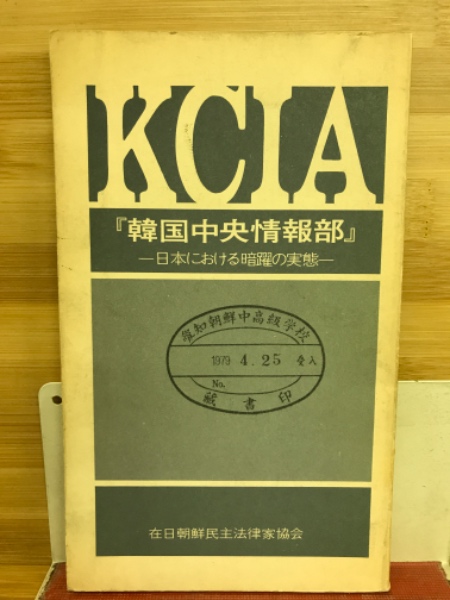 KCIA
『韓国中央情報部』
―日本における暗躍の実態―
愛知朝鮮中高級学校
1979 4.25 受入
No.
蔵書印
在日朝鮮民主法律家協会